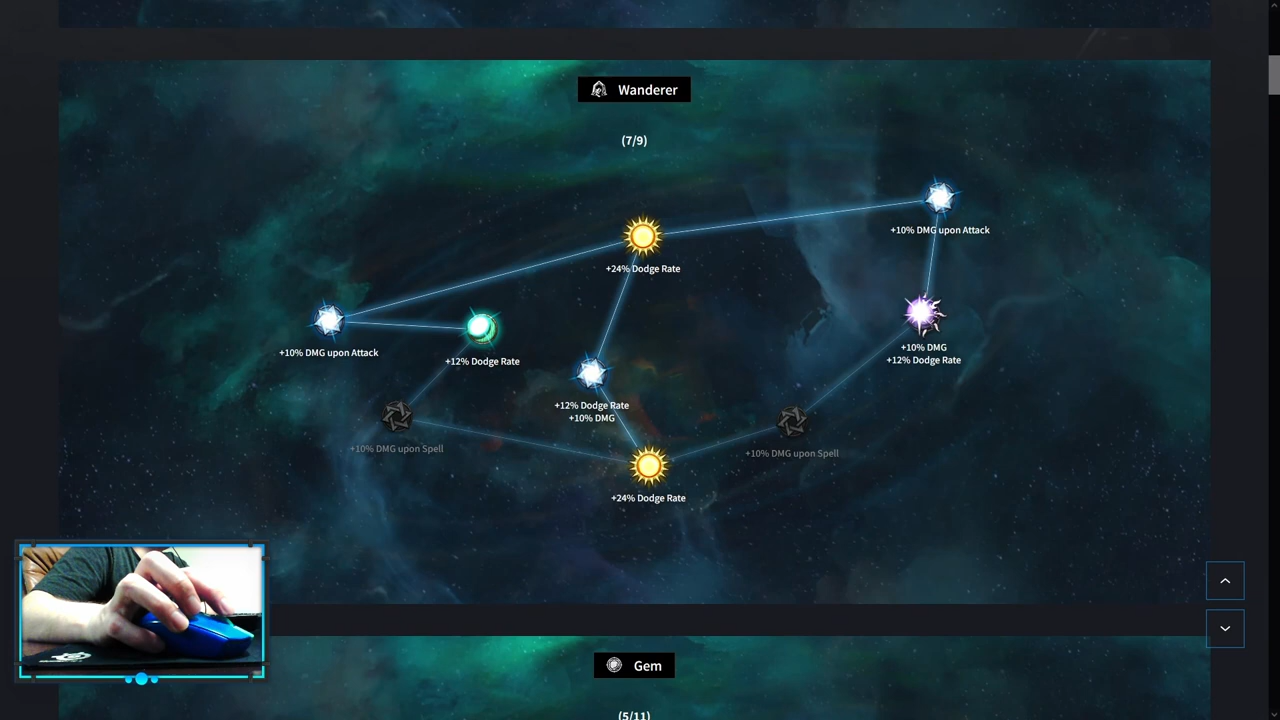 Wanderer
(7/9)
+10% DMG upon Attack
+24% Dodge Rate
+10% DMG upon Attack
+12% Dodge Rate
+10% DMG
+12% Dodge Rate
+12% Dodge Rate
+10% DMG
+10% DMG upon Spell
+10% DMG upon Spell
+24% Dodge Rate
Gem
(5/11)